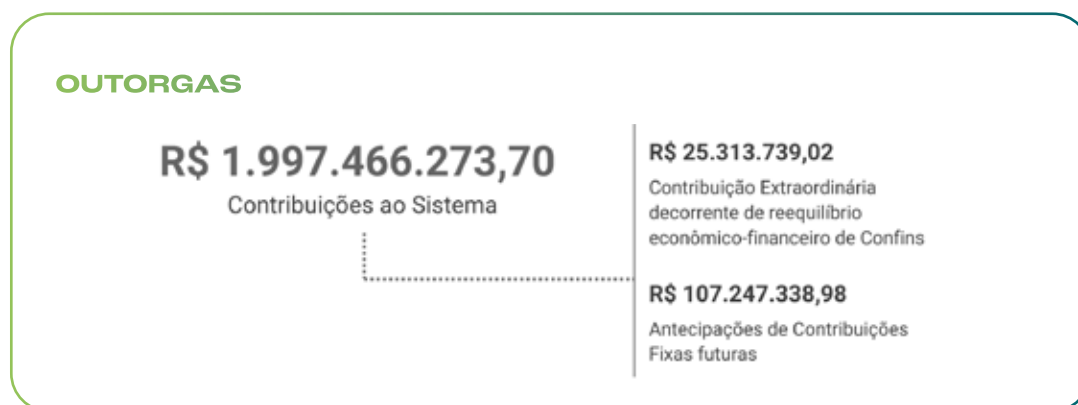 OUTORGAS
R$ 1.997.466.273,70
Contribuições ao Sistema
R$ 25.313.739,02
Contribuição Extraordinária
decorrente de reequilíbrio
econômico-financeiro de Confins
R$ 107.247.338,98
Antecipações de Contribuições
Fixas futuras